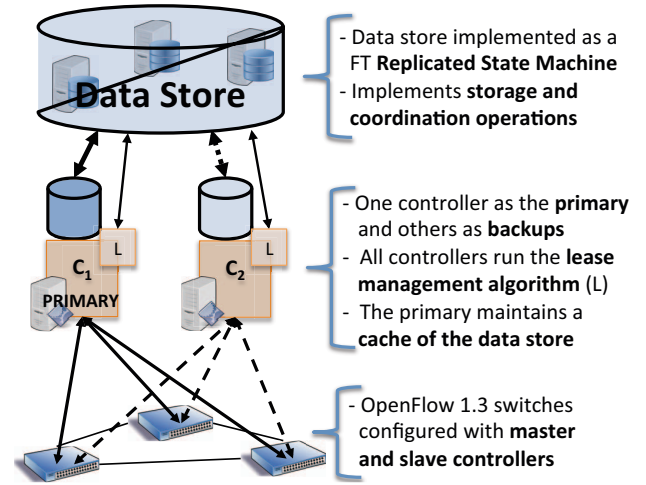 Data Store
- Data store implemented as a
FT Replicated State Machine
- Implements storage and
coordination operations
L
C1
PRIMARY
L
C2
- One controller as the primary
and others as backups
- All controllers run the lease
management algorithm (L)
- The primary maintains a
cache of the data store
- OpenFlow 1.3 switches
configured with master
and slave controllers